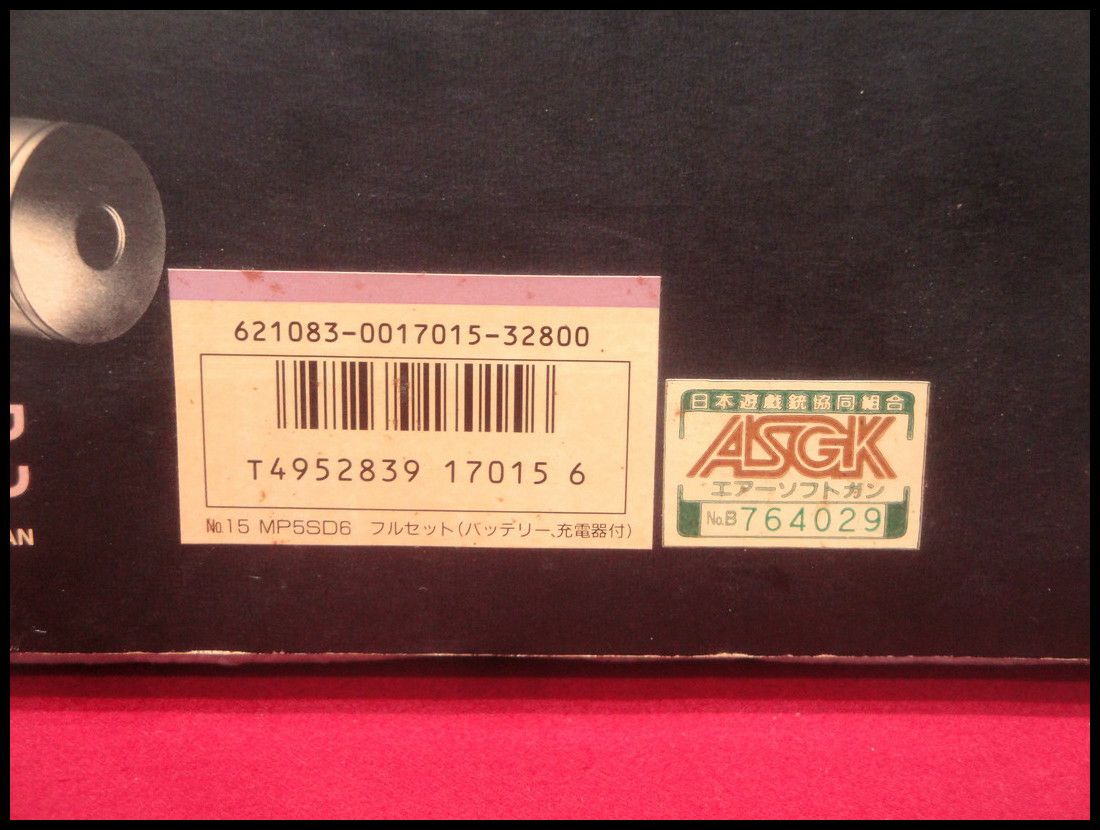 621083-0017015-32800
T4952839 17015 6
No.15 MP5SD6 フルセット(バッテリー、充電器付)
日本遊戯銃協同組合
ASGK
エアーソフトガン
No.B764029
AN